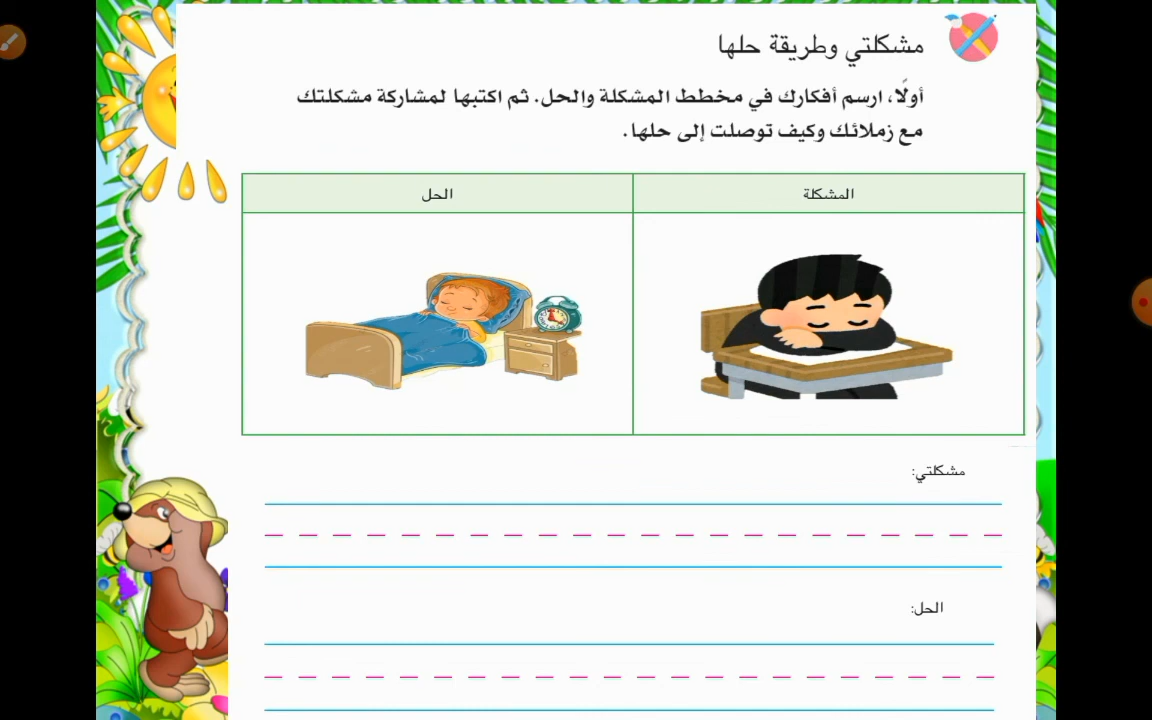 مشكلتي وطريقة حلها
أولًا، ارسم أفكارك في مخطط المشكلة والحل. ثم اكتبها لمشاركة مشكلتك
مع زملائك وكيف توصلت إلى حلها.
المشكلة
الحل
مشكلتي:
الحل: